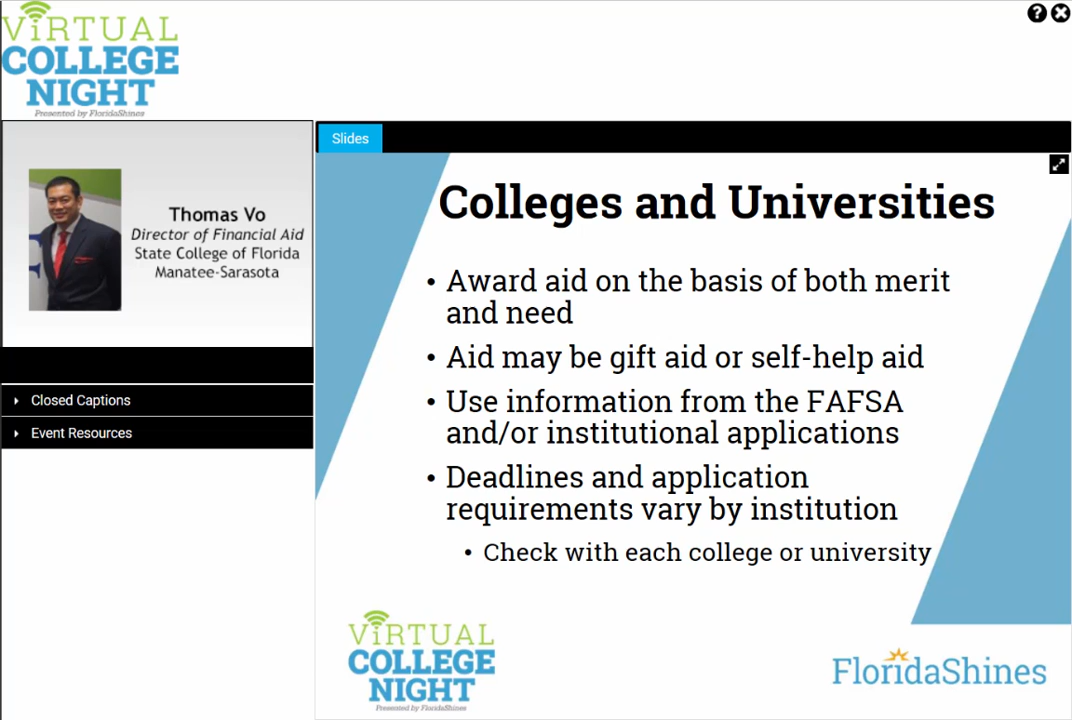 VIRTUAL
COLLEGE
NIGHT
Presented by FloridaShines
Thomas Vo
Director of Financial Aid
State College of Florida
Manatee-Sarasota
Closed Captions
Event Resources
Slides
Colleges and Universities
• Award aid on the basis of both merit
and need
• Aid may be gift aid or self-help aid
• Use information from the FAFSA
and/or institutional applications
• Deadlines and application
requirements vary by institution
• Check with each college or university
VIRTUAL
COLLEGE
NIGHT
Presented by FloridaShines
FloridaShines